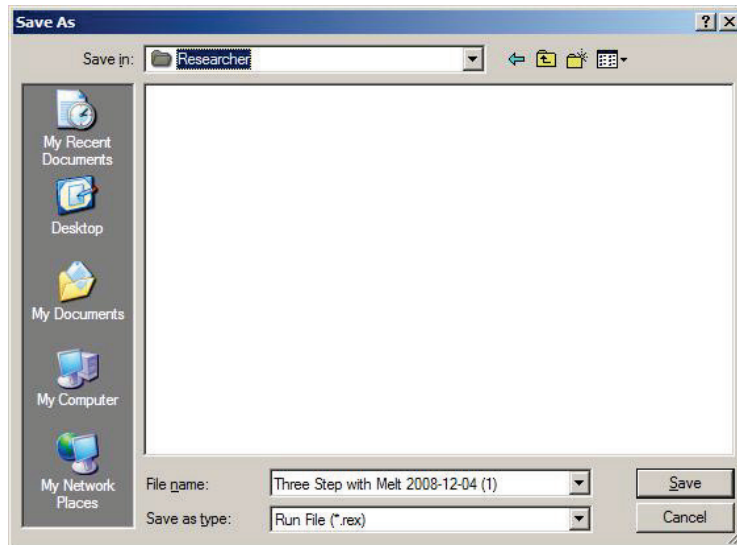 Save As
Save in:
Researcher
My Recent
Documents
Desktop
My Documents
My Computer
My Network
Places
File name:
Three Step with Melt 2008-12-04 (1)
Save
Save as type:
Run File (*.rex)
Cancel